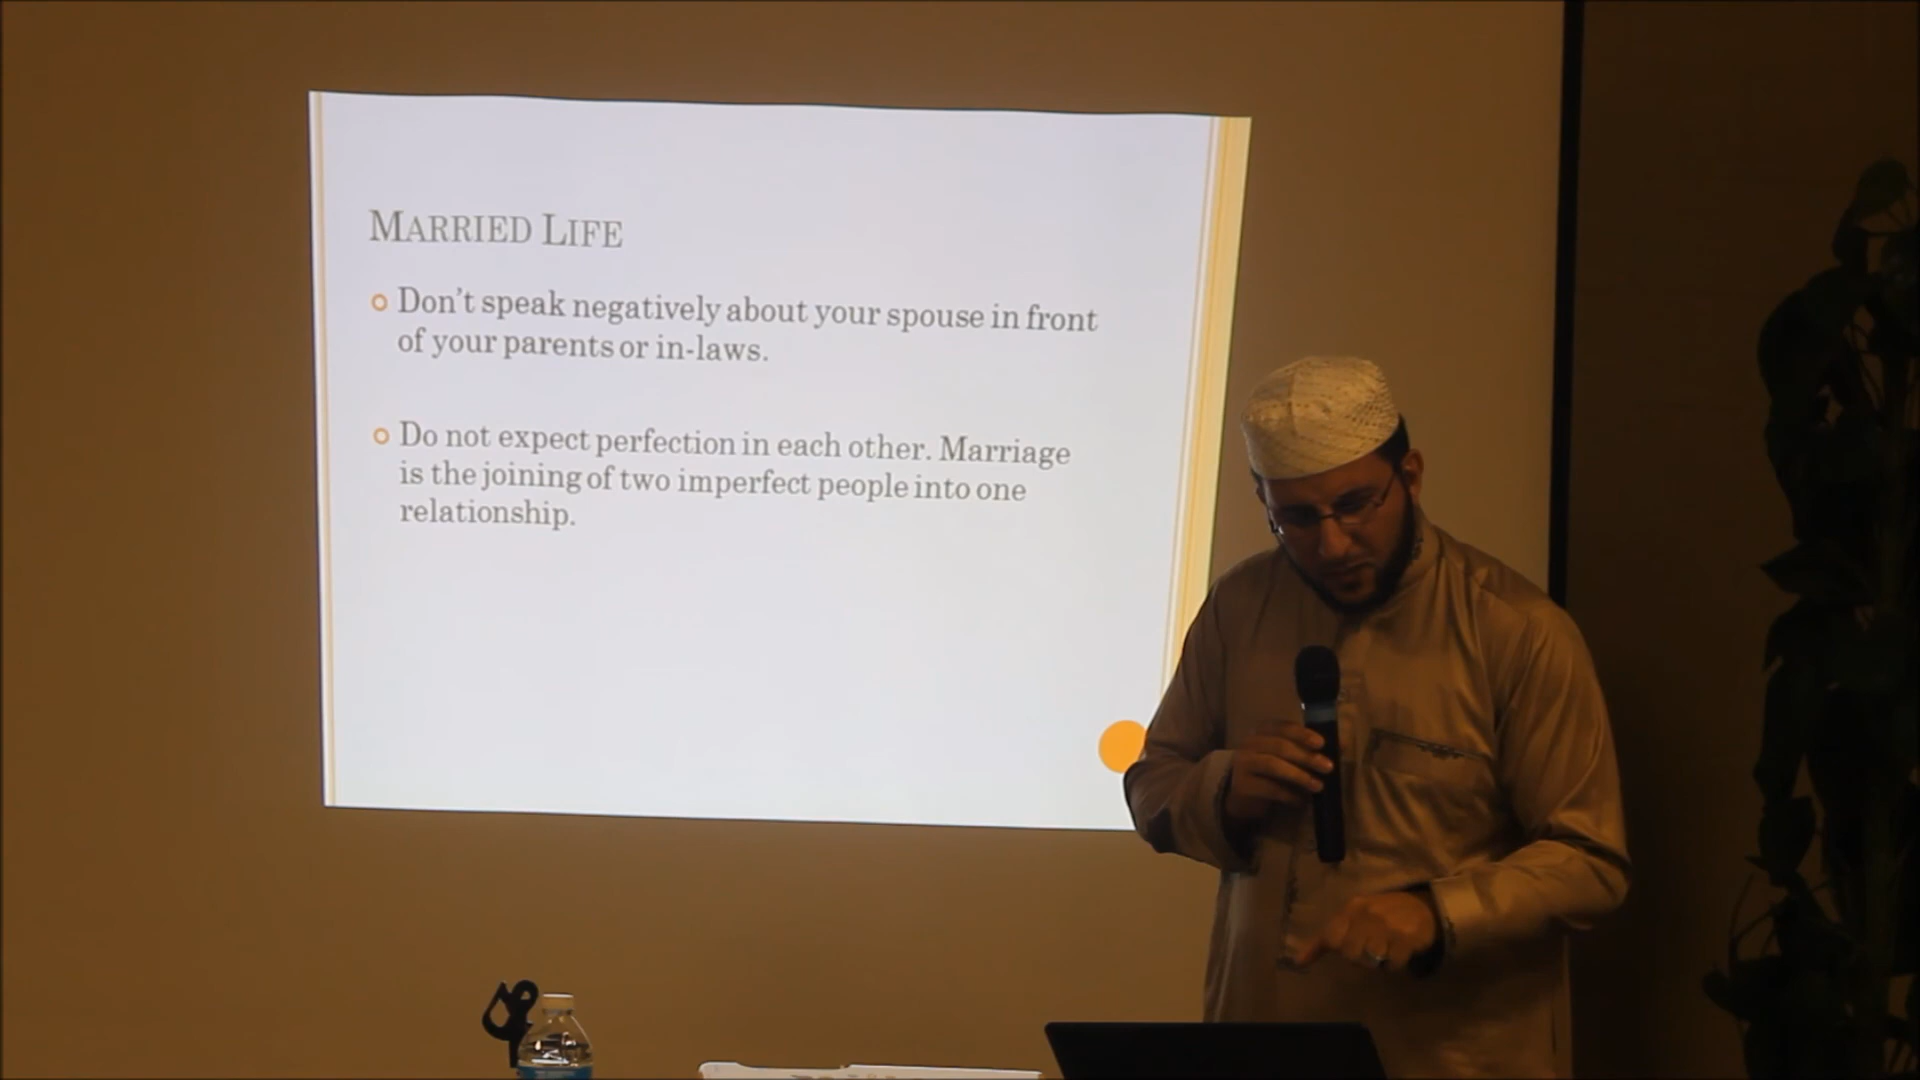 MARRIED LIFE
Don't speak negatively about your spouse in front
of your parents or in-laws.
Do not expect perfection in each other. Marriage
is the joining of two imperfect people into one
relationship.